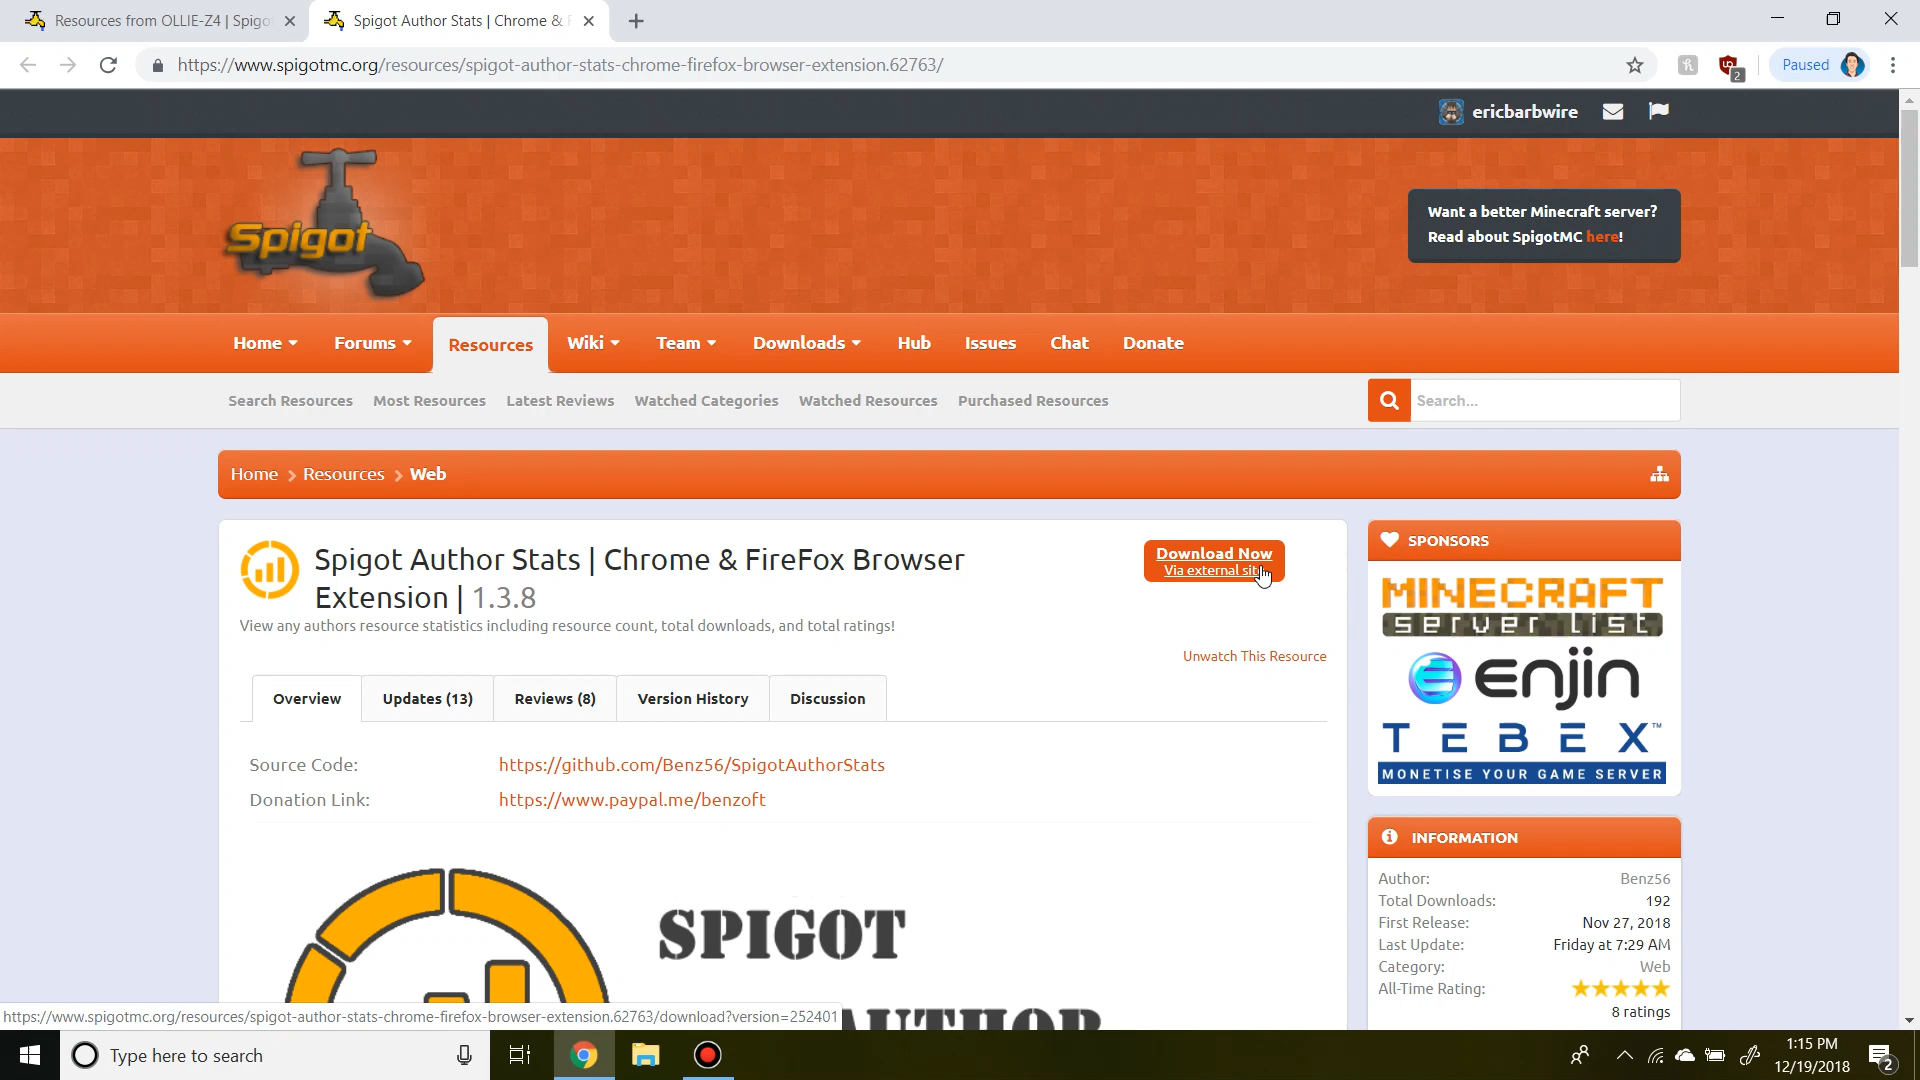 Resources from OLLIE-Z4 | Spigo
Spigot Author Stats | Chrome & F
https://www.spigotmc.org/resources/spigot-author-stats-chrome-firefox-browser-extension.62763/
2
Paused
ericbarbwire
Spigot
Want a better Minecraft server?
Read about SpigotMC here!
Home
Forums
Resources
Wiki
Team
Downloads
Hub
Issues
Chat
Donate
Search Resources
Most Resources
Latest Reviews
Watched Categories
Watched Resources
Purchased Resources
Search...
Home
Resources
Web
Spigot Author Stats | Chrome & FireFox Browser
Extension | 1.3.8
View any authors resource statistics including resource count, total downloads, and total ratings!
Download Now
Via external site
Unwatch This Resource
Overview
Updates (13)
Reviews (8)
Version History
Discussion
Source Code:
https://github.com/Benz56/SpigotAuthorStats
Donation Link:
https://www.paypal.me/benzoft
SPIGOT
AUTHOR
SPONSORS
MINECRAFT
SERVER LIST
enjin
TEBEX™
MONETISE YOUR GAME SERVER
INFORMATION
Author:
Benz56
Total Downloads:
192
First Release:
Nov 27, 2018
Last Update:
Friday at 7:29 AM
Category:
Web
All-Time Rating:
8 ratings
https://www.spigotmc.org/resources/spigot-author-stats-chrome-firefox-browser-extension.62763/download?version=252401
Type here to search
1:15 PM
12/19/2018
2